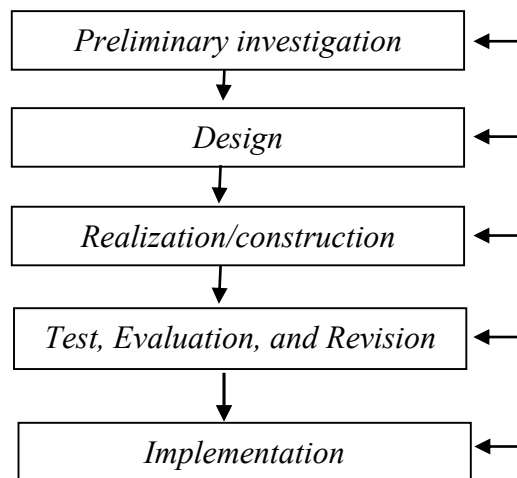 Preliminary investigation
Design
Realization/construction
Test, Evaluation, and Revision
Implementation